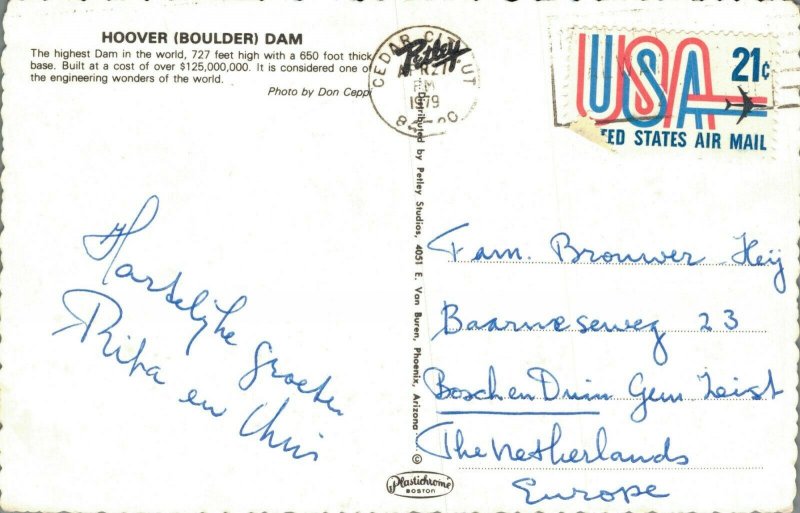 HOOVER (BOULDER) DAM
The highest Dam in the world, 727 feet high with a 650 foot thick
base. Built at a cost of over $125,000,000. It is considered one of
the engineering wonders of the world.
Photo by Don Ceppi
CEDAR CITY UT
1979
Petley
USA 21¢
ED STATES AIR MAIL
Distributed by Petley Studios, 4051 E. Van Buren, Phoenix, Arizona ©
Hartelijke groeten
Rita en Chris
Fam. Brouwer Heij
Baarnseweg 23
Bosch en Duin Gem Zeist
The Netherlands
Europe
Plastichrome
BOSTON